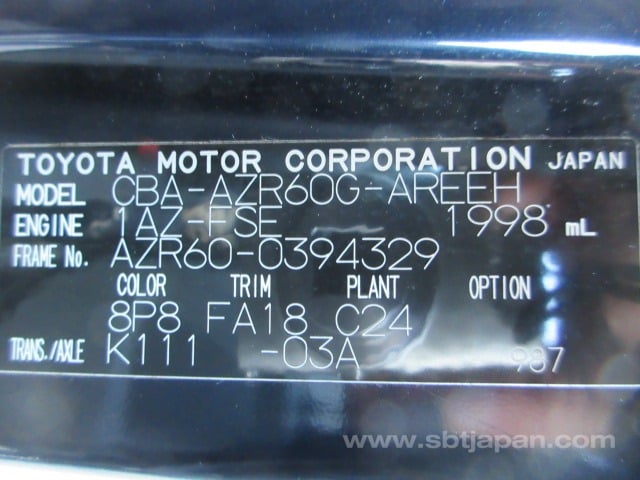 TOYOTA MOTOR CORPORATION JAPAN
MODEL CBA-AZR60G-AREEH
ENGINE 1AZ-FSE 1998 mL
FRAME No. AZR60-0394329
COLOR TRIM PLANT OPTION
8P8 FA18 C24
TRANS./AXLE K111 -03A 987
www.sbtjapan.com